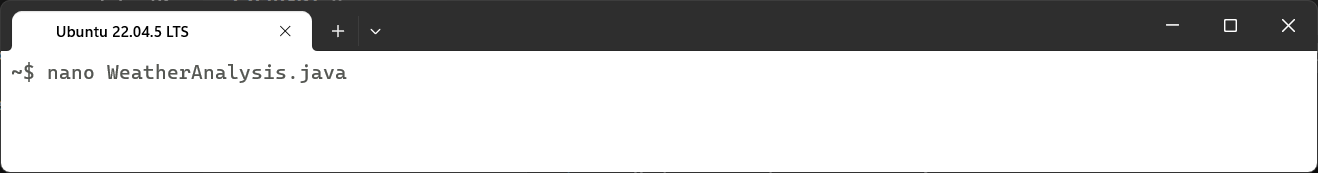 Ubuntu 22.04.5 LTS
~$ nano WeatherAnalysis.java